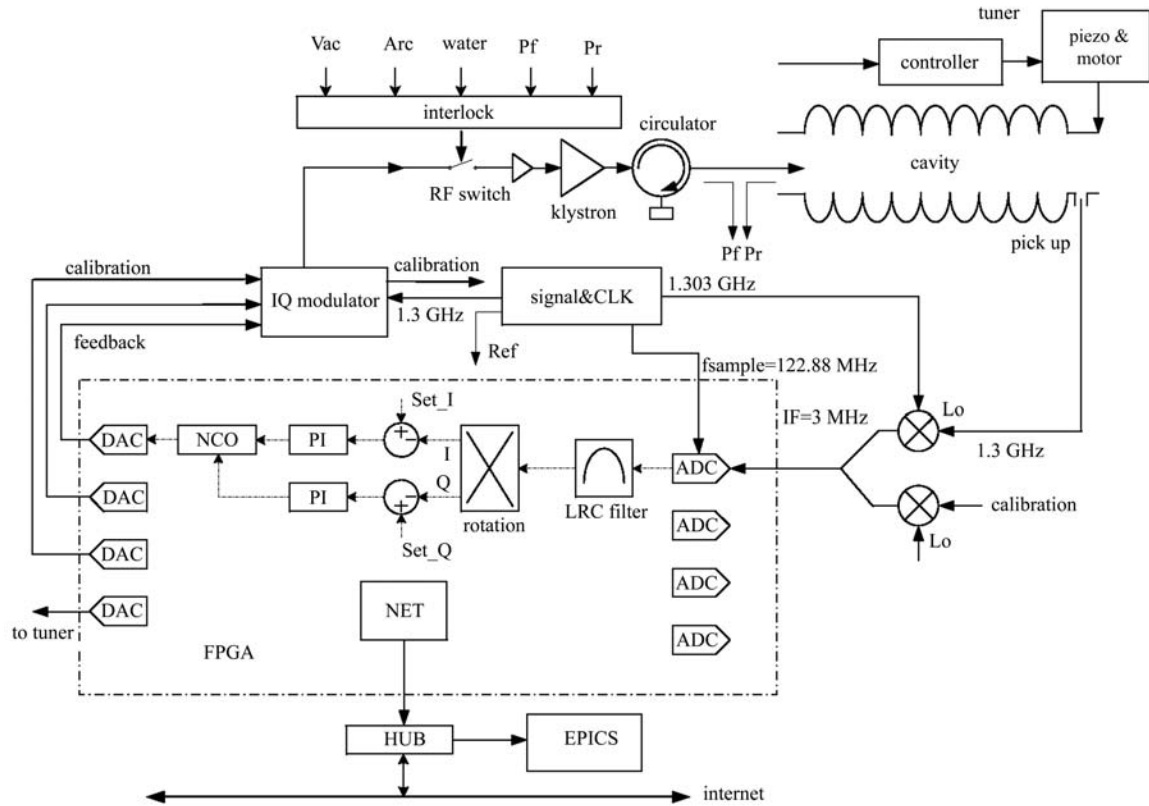 tuner
piezo &
motor
controller
Vac
Arc
water
Pf
Pr
interlock
circulator
cavity
RF switch
klystron
Pf Pr
pick up
calibration
calibration
IQ modulator
signal&CLK
1.303 GHz
1.3 GHz
feedback
Ref
fsample=122.88 MHz
Set_I
IF=3 MHz
Lo
DAC
NCO
PI
+
−
I
ADC
1.3 GHz
Q
DAC
PI
−
+
rotation
LRC filter
calibration
ADC
Set_Q
Lo
DAC
ADC
NET
DAC
to tuner
ADC
FPGA
HUB
EPICS
internet